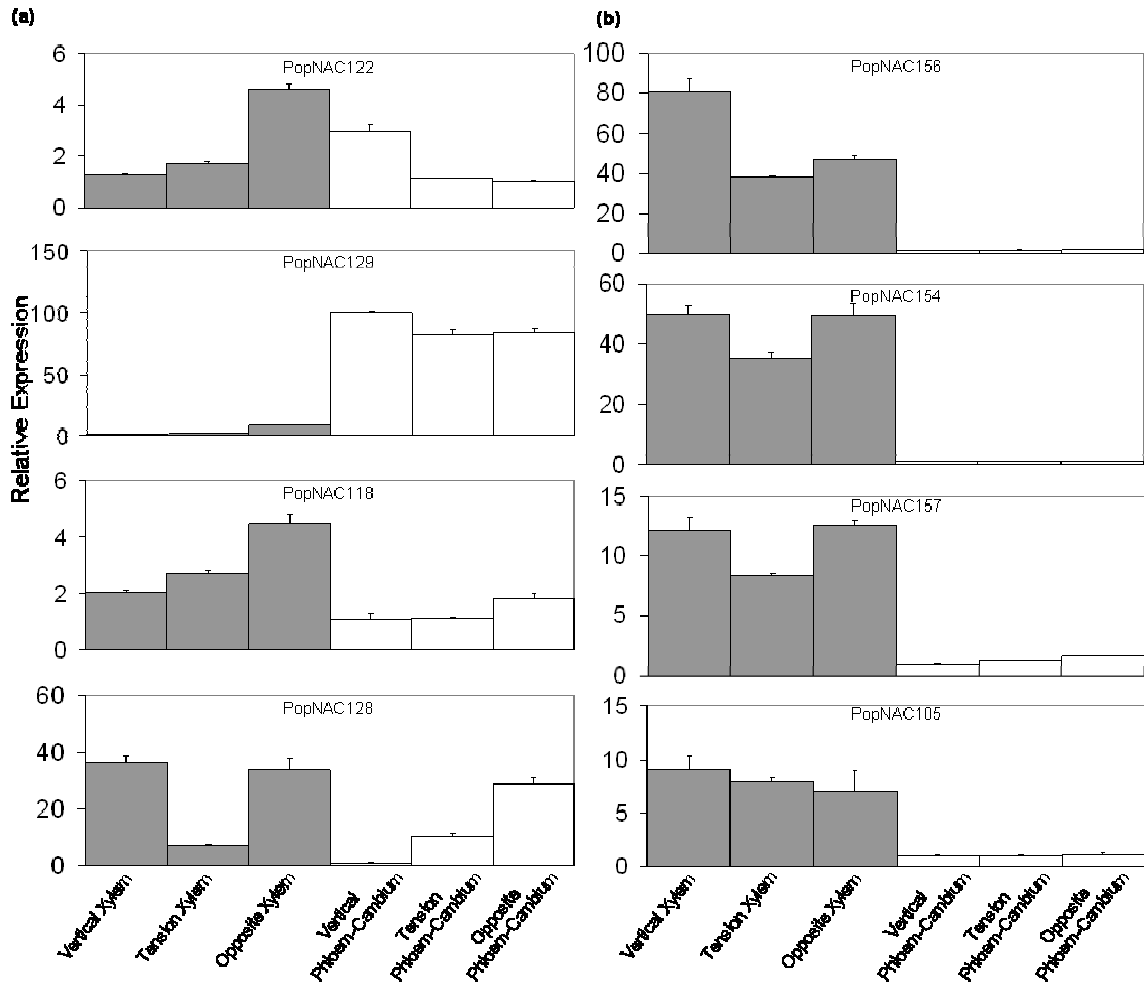 (a)
Relative Expression
PopNAC122
6
4
2
0
PopNAC129
150
100
50
0
PopNAC118
6
4
2
0
PopNAC128
60
40
20
0
Vertical Xylem
Tension Xylem
Opposite Xylem
Vertical
Phloem-Cambium
Tension
Phloem-Cambium
Opposite
Phloem-Cambium
(b)
PopNAC156
100
80
60
40
20
0
PopNAC154
60
40
20
0
PopNAC157
15
10
5
0
PopNAC105
15
10
5
0
Vertical Xylem
Tension Xylem
Opposite Xylem
Vertical
Phloem-Cambium
Tension
Phloem-Cambium
Opposite
Phloem-Cambium